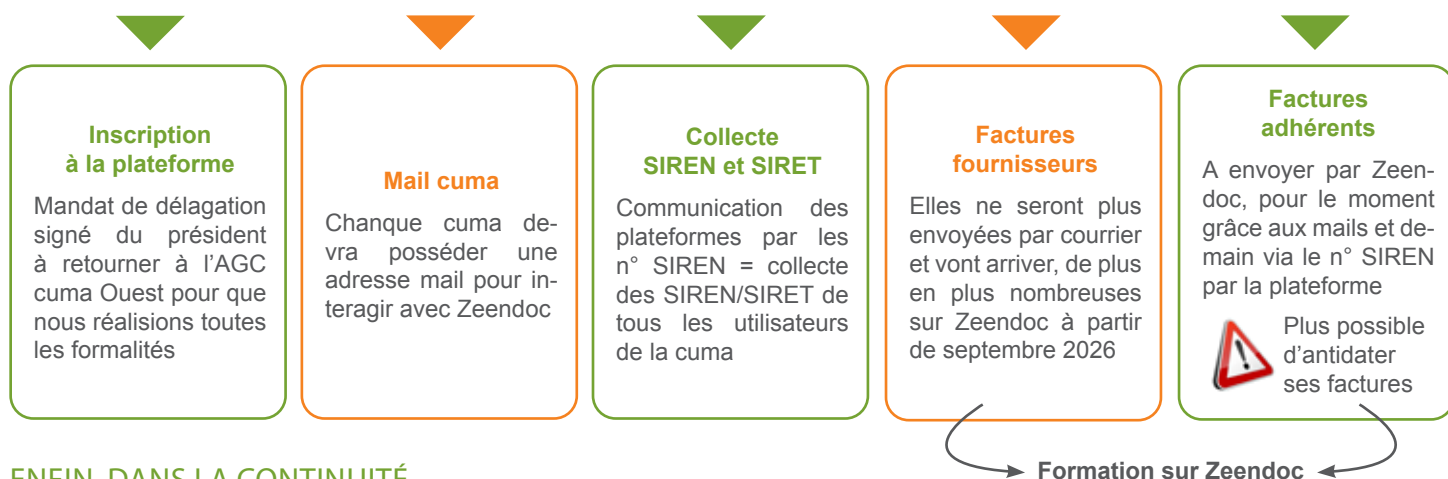 Inscription
à la plateforme
Mandat de délagation
signé du président
à retourner à l'AGC
cuma Ouest pour que
nous réalisions toutes
les formalités
Mail cuma
Chanque cuma de-
vra posséder une
adresse mail pour in-
teragir avec Zeendoc
Collecte
SIREN et SIRET
Communication des
plateformes par les
n° SIREN = collecte
des SIREN/SIRET de
tous les utilisateurs
de la cuma
Factures
fournisseurs
Elles ne seront plus
envoyées par courrier
et vont arriver, de plus
en plus nombreuses
sur Zeendoc à partir
de septembre 2026
Factures
adhérents
A envoyer par Zeen-
doc, pour le moment
grâce aux mails et de-
main via le n° SIREN
par la plateforme
Plus possible
d'antidater
ses factures
Formation sur Zeendoc
ENFIN, DANS LA CONTINUITÉ